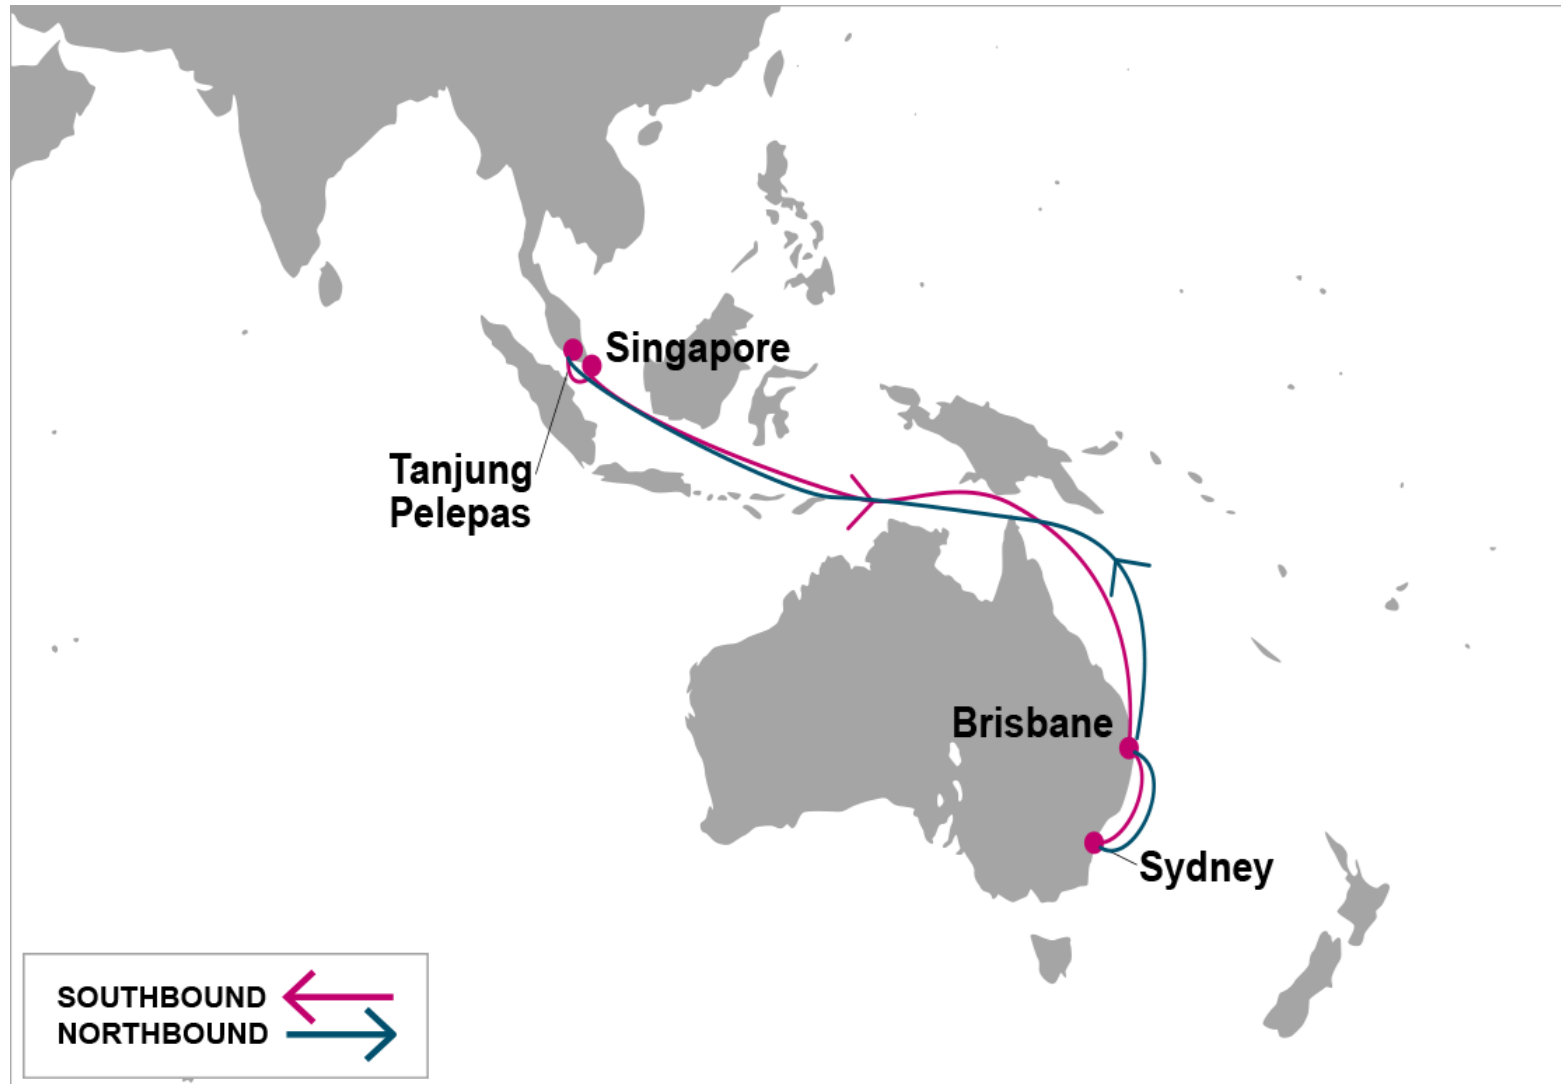 Singapore
Tanjung
Pelepas
Brisbane
Sydney
SOUTHBOUND
NORTHBOUND